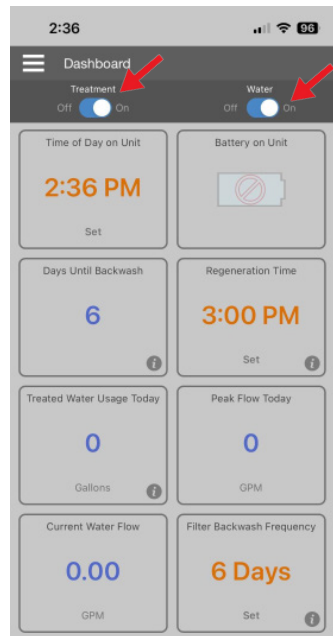 2:36
96
Dashboard
Treatment
Water
Off On
Off On
Time of Day on Unit
Battery on Unit
2:36 PM
Set
Days Until Backwash
Regeneration Time
6
3:00 PM
i
Set
i
Treated Water Usage Today
Peak Flow Today
0
0
Gallons
i
GPM
Current Water Flow
Filter Backwash Frequency
0.00
6 Days
GPM
Set
i